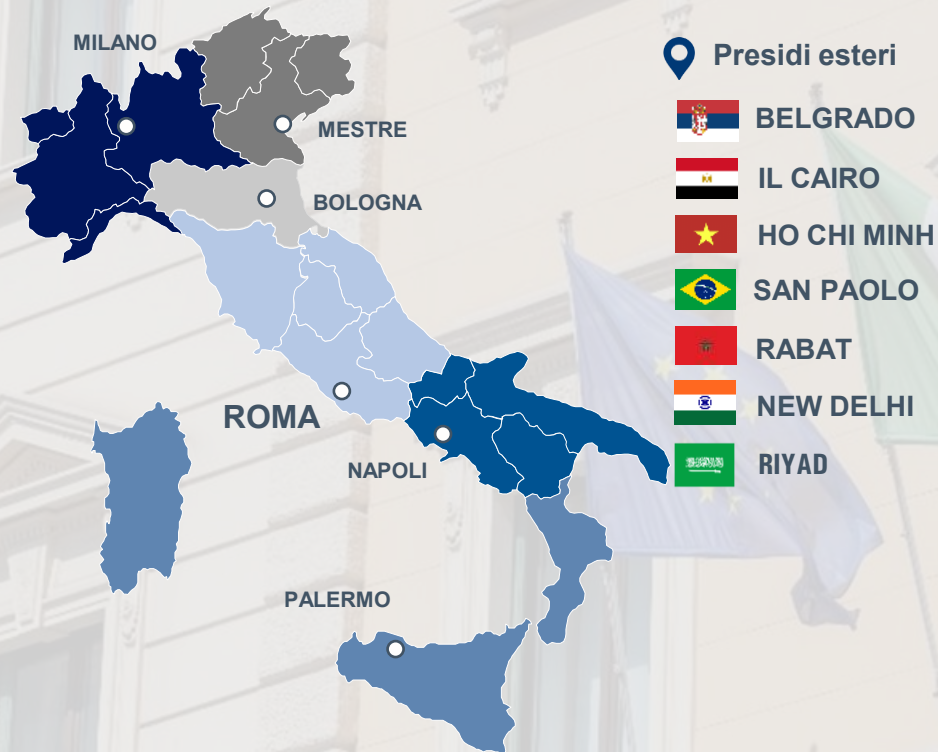 MILANO
MESTRE
BOLOGNA
ROMA
NAPOLI
PALERMO
Presidi esteri
BELGRADO
IL CAIRO
HO CHI MINH
SAN PAOLO
RABAT
NEW DELHI
RIYAD